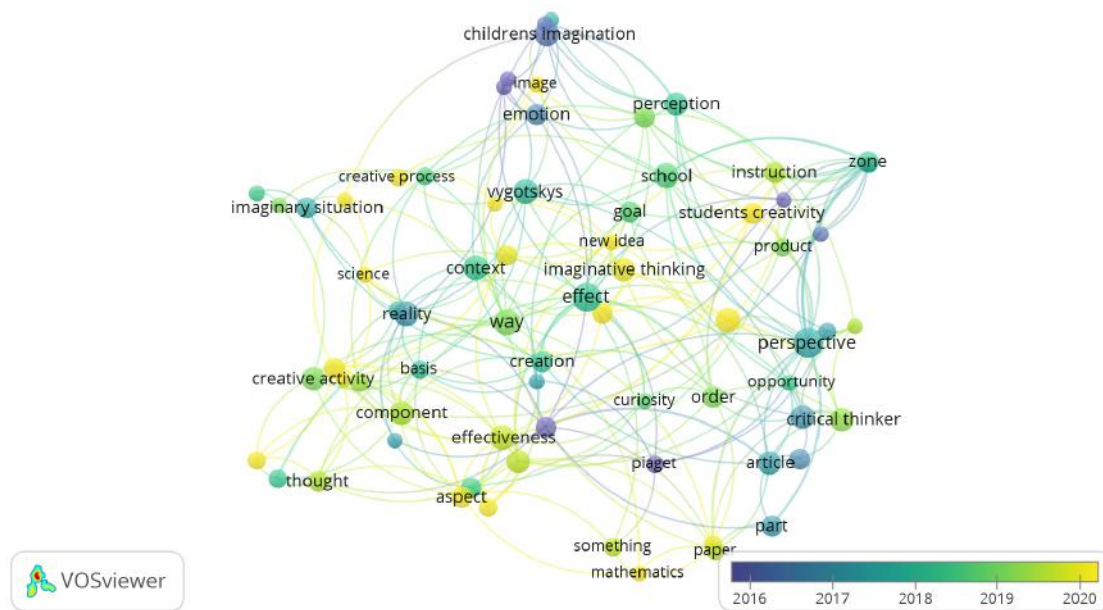 childrens imagination
image
emotion
perception
zone
creative process
vygotskys
school
instruction
imaginary situation
goal
students creativity
new idea
product
science
context
imaginative thinking
effect
reality
way
perspective
creation
basis
opportunity
creative activity
curiosity
order
component
critical thinker
effectiveness
piaget
article
thought
aspect
part
something
paper
mathematics
VOSviewer
2016 2017 2018 2019 2020